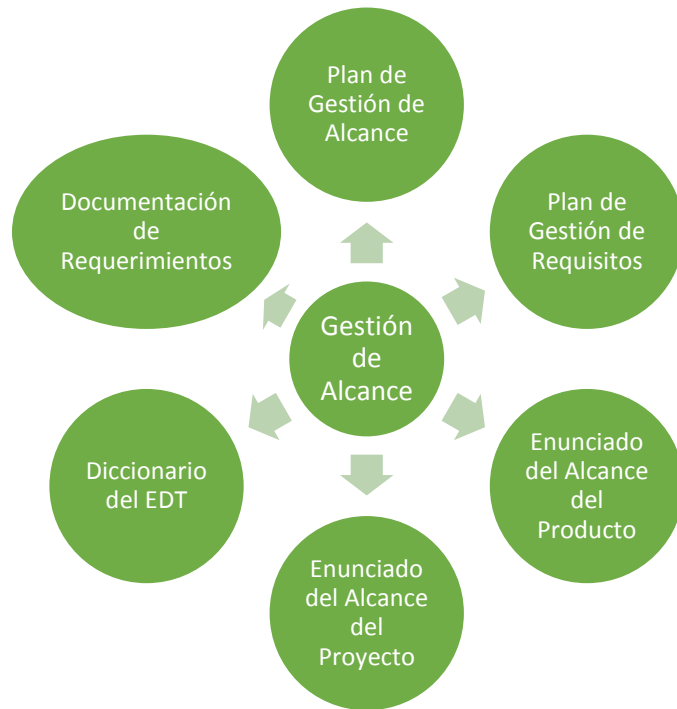 Plan de
Gestión de
Alcance
Plan de
Gestión de
Requisitos
Enunciado
del Alcance
del
Producto
Enunciado
del Alcance
del
Proyecto
Diccionario
del EDT
Documentación
de
Requerimientos
Gestión
de
Alcance